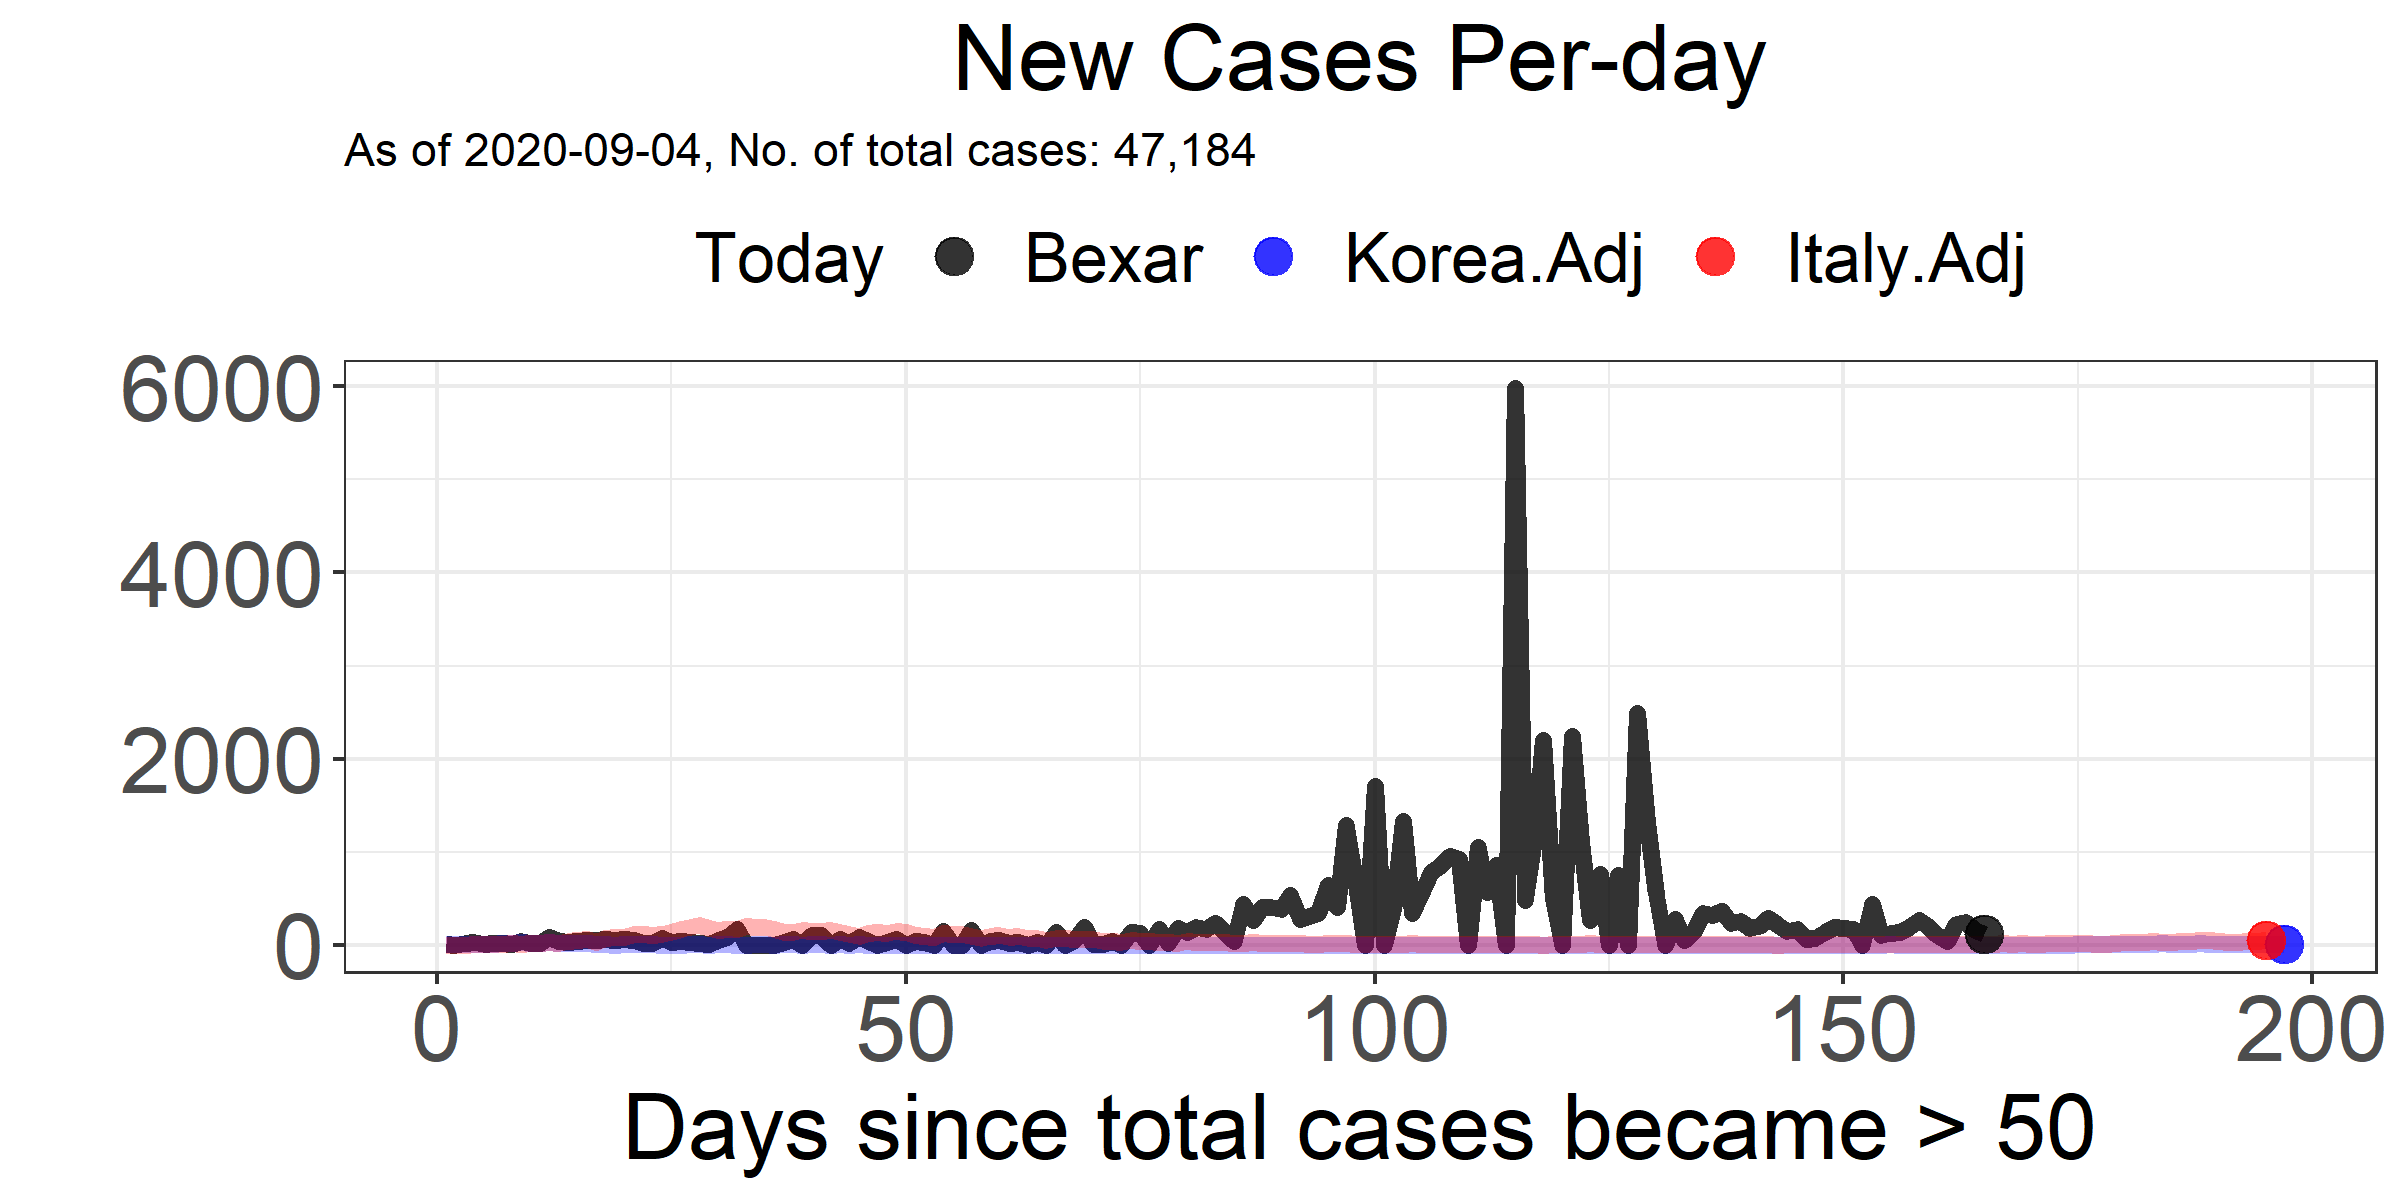 New Cases Per-day
As of 2020-09-04, No. of total cases: 47,184
Today Bexar Korea.Adj Italy.Adj
6000
4000
2000
0
0 50 100 150 200
Days since total cases became > 50